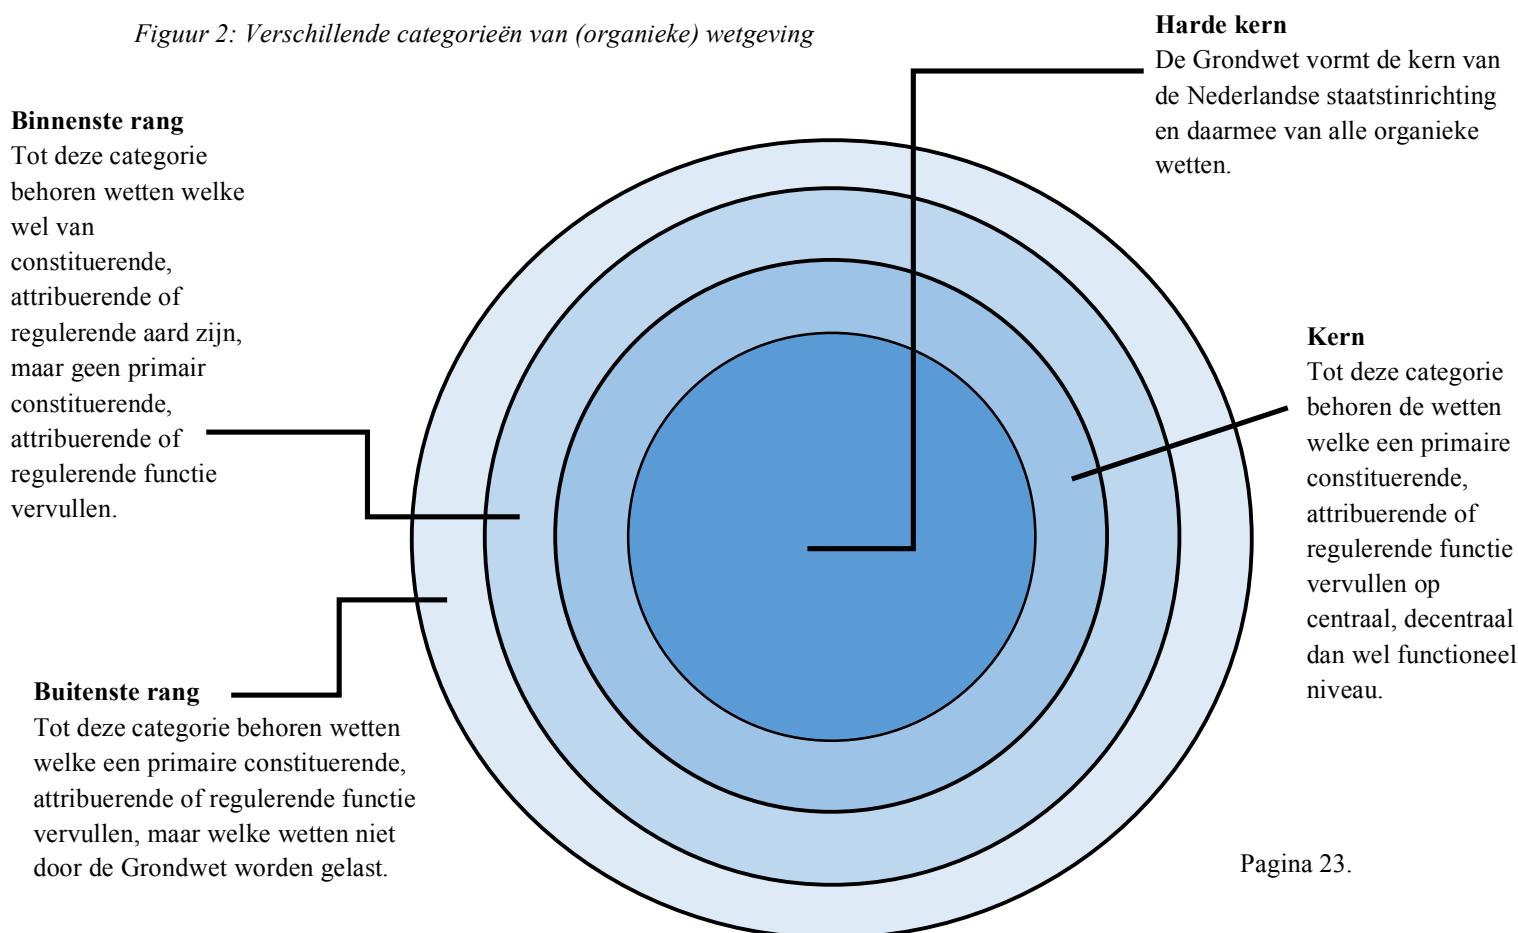 Figuur 2: Verschillende categorieën van (organieke) wetgeving
Harde kern
De Grondwet vormt de kern van
de Nederlandse staatstinrichting
en daarmee van alle organieke
wetten.
Binnenste rang
Tot deze categorie
behoren wetten welke
wel van
constituerende,
attribuerende of
regulerende aard zijn,
maar geen primair
constituerende,
attribuerende of
regulerende functie
vervullen.
Kern
Tot deze categorie
behoren de wetten
welke een primaire
constituerende,
attribuerende of
regulerende functie
vervullen op
centraal, decentraal
dan wel functioneel
niveau.
Buitenste rang
Tot deze categorie behoren wetten
welke een primaire constituerende,
attribuerende of regulerende functie
vervullen, maar welke wetten niet
door de Grondwet worden gelast.
Pagina 23.